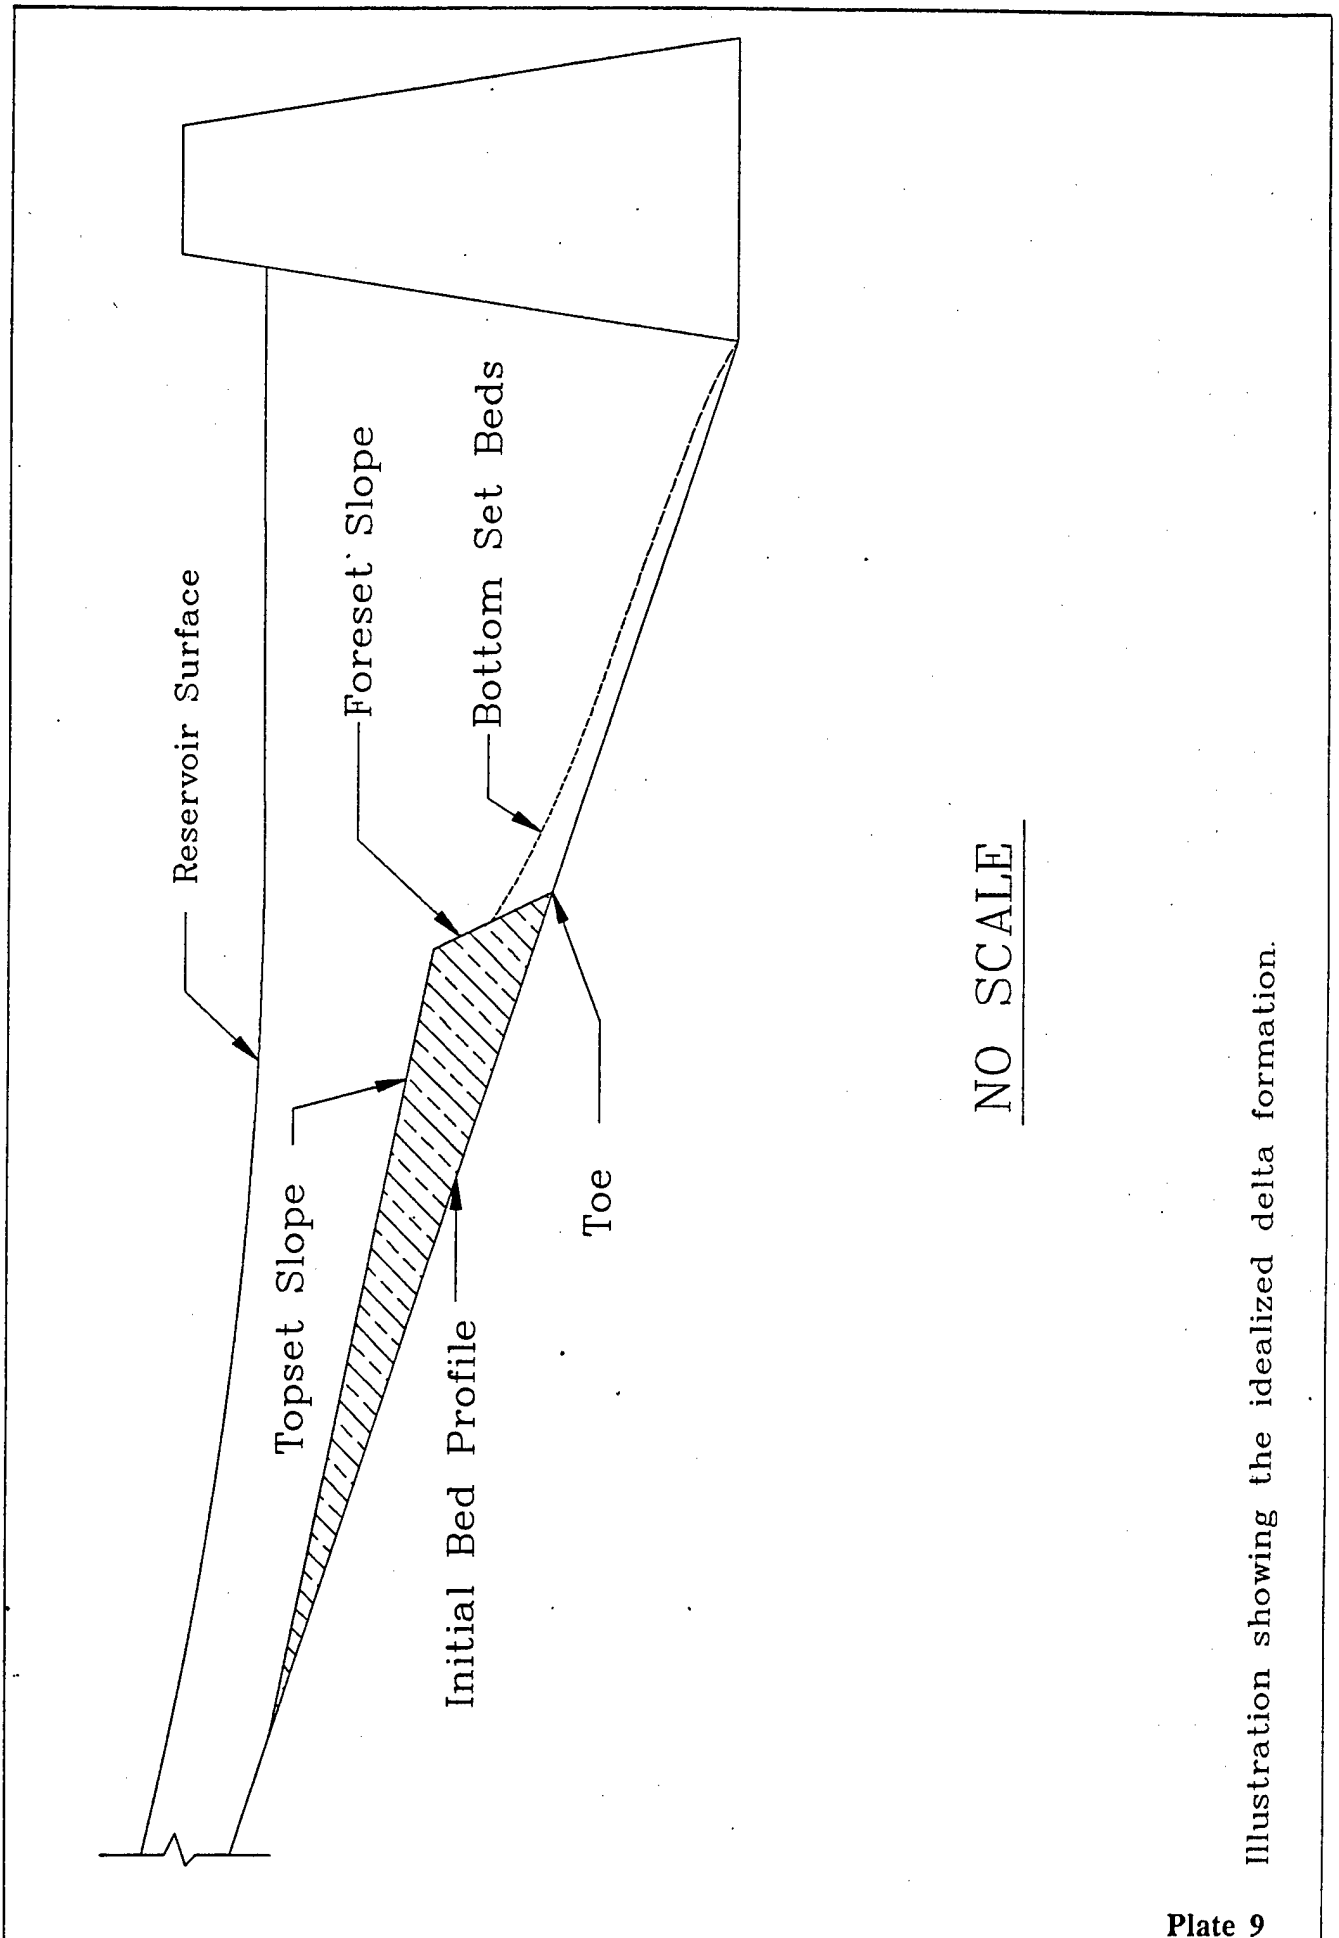 Reservoir Surface
Foreset Slope
Bottom Set Beds
Topset Slope
Initial Bed Profile
Toe
NO SCALE
Illustration showing the idealized delta formation.
Plate 9